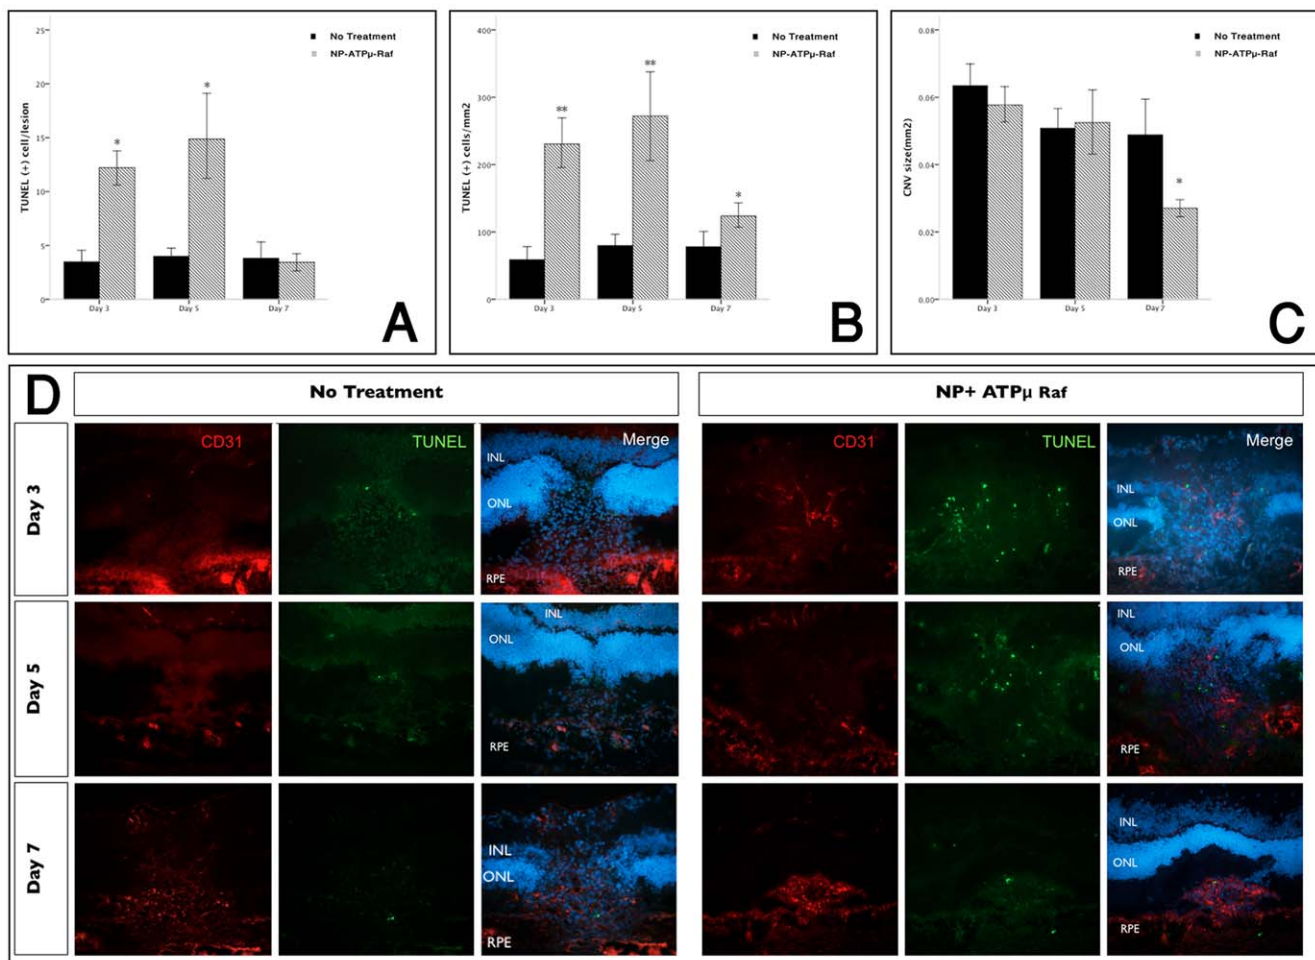 25
20
15
10
5
0
TUNEL (+) cell/lesion
No Treatment
NP-ATPμ-Raf
*
*
Day 3
Day 5
Day 7
A
400
300
200
100
0
TUNEL (+) cells/mm2
No Treatment
NP-ATPμ-Raf
**
**
*
Day 3
Day 5
Day 7
B
0.08
0.06
0.04
0.02
0.00
CNV size(mm2)
No Treatment
NP-ATPμ-Raf
*
Day 3
Day 5
Day 7
C
D
No Treatment
NP+ ATPμ Raf
Day 3
CD31
TUNEL
Merge
INL
ONL
RPE
CD31
TUNEL
Merge
INL
ONL
RPE
Day 5
INL
ONL
RPE
INL
ONL
RPE
Day 7
INL
ONL
RPE
INL
ONL
RPE